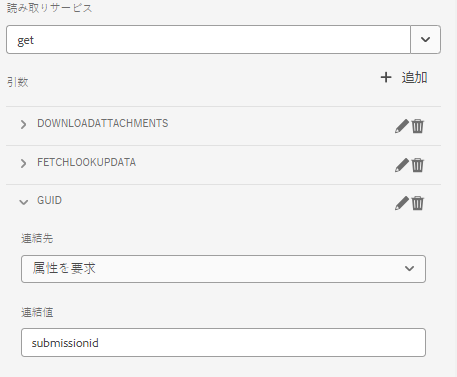 読み取りサービス
get
引数
追加
DOWNLOADATTACHMENTS
FETCHLOOKUPDATA
GUID
連結先
属性を要求
連結値
submissionid